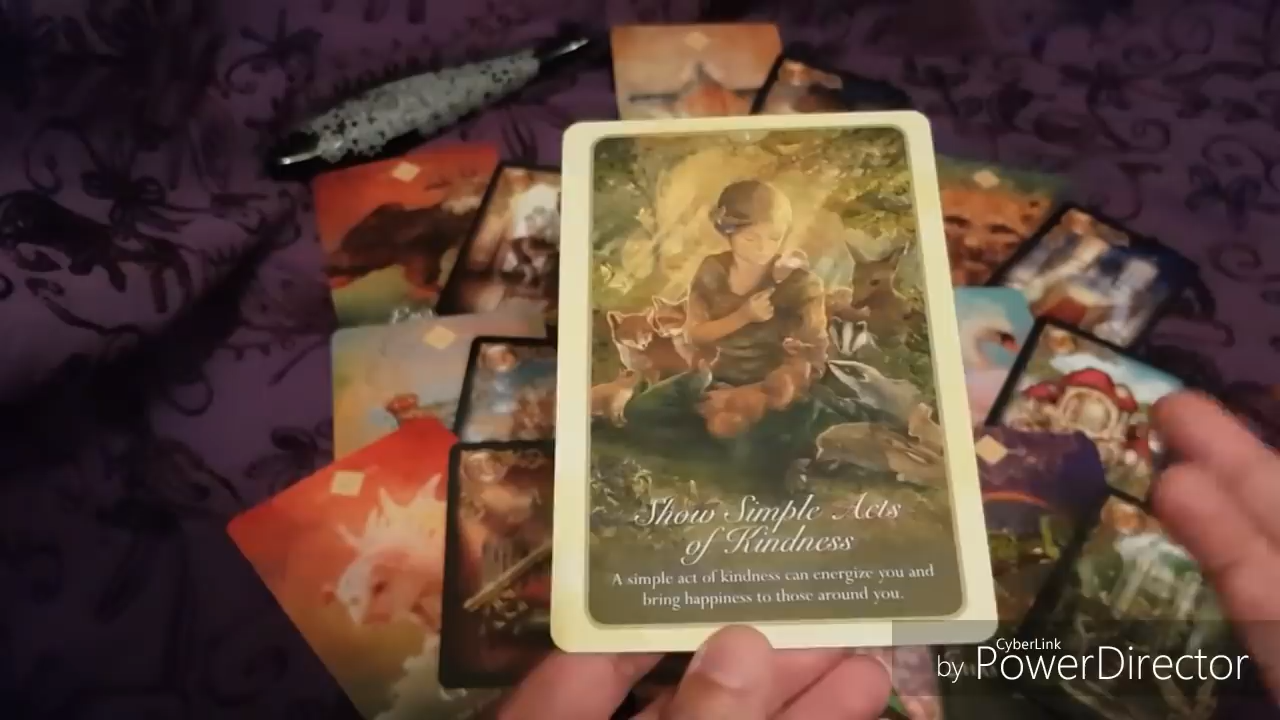 Show Simple Acts
of Kindness
A simple act of kindness can energize you and
bring happiness to those around you.
CyberLink
by PowerDirector